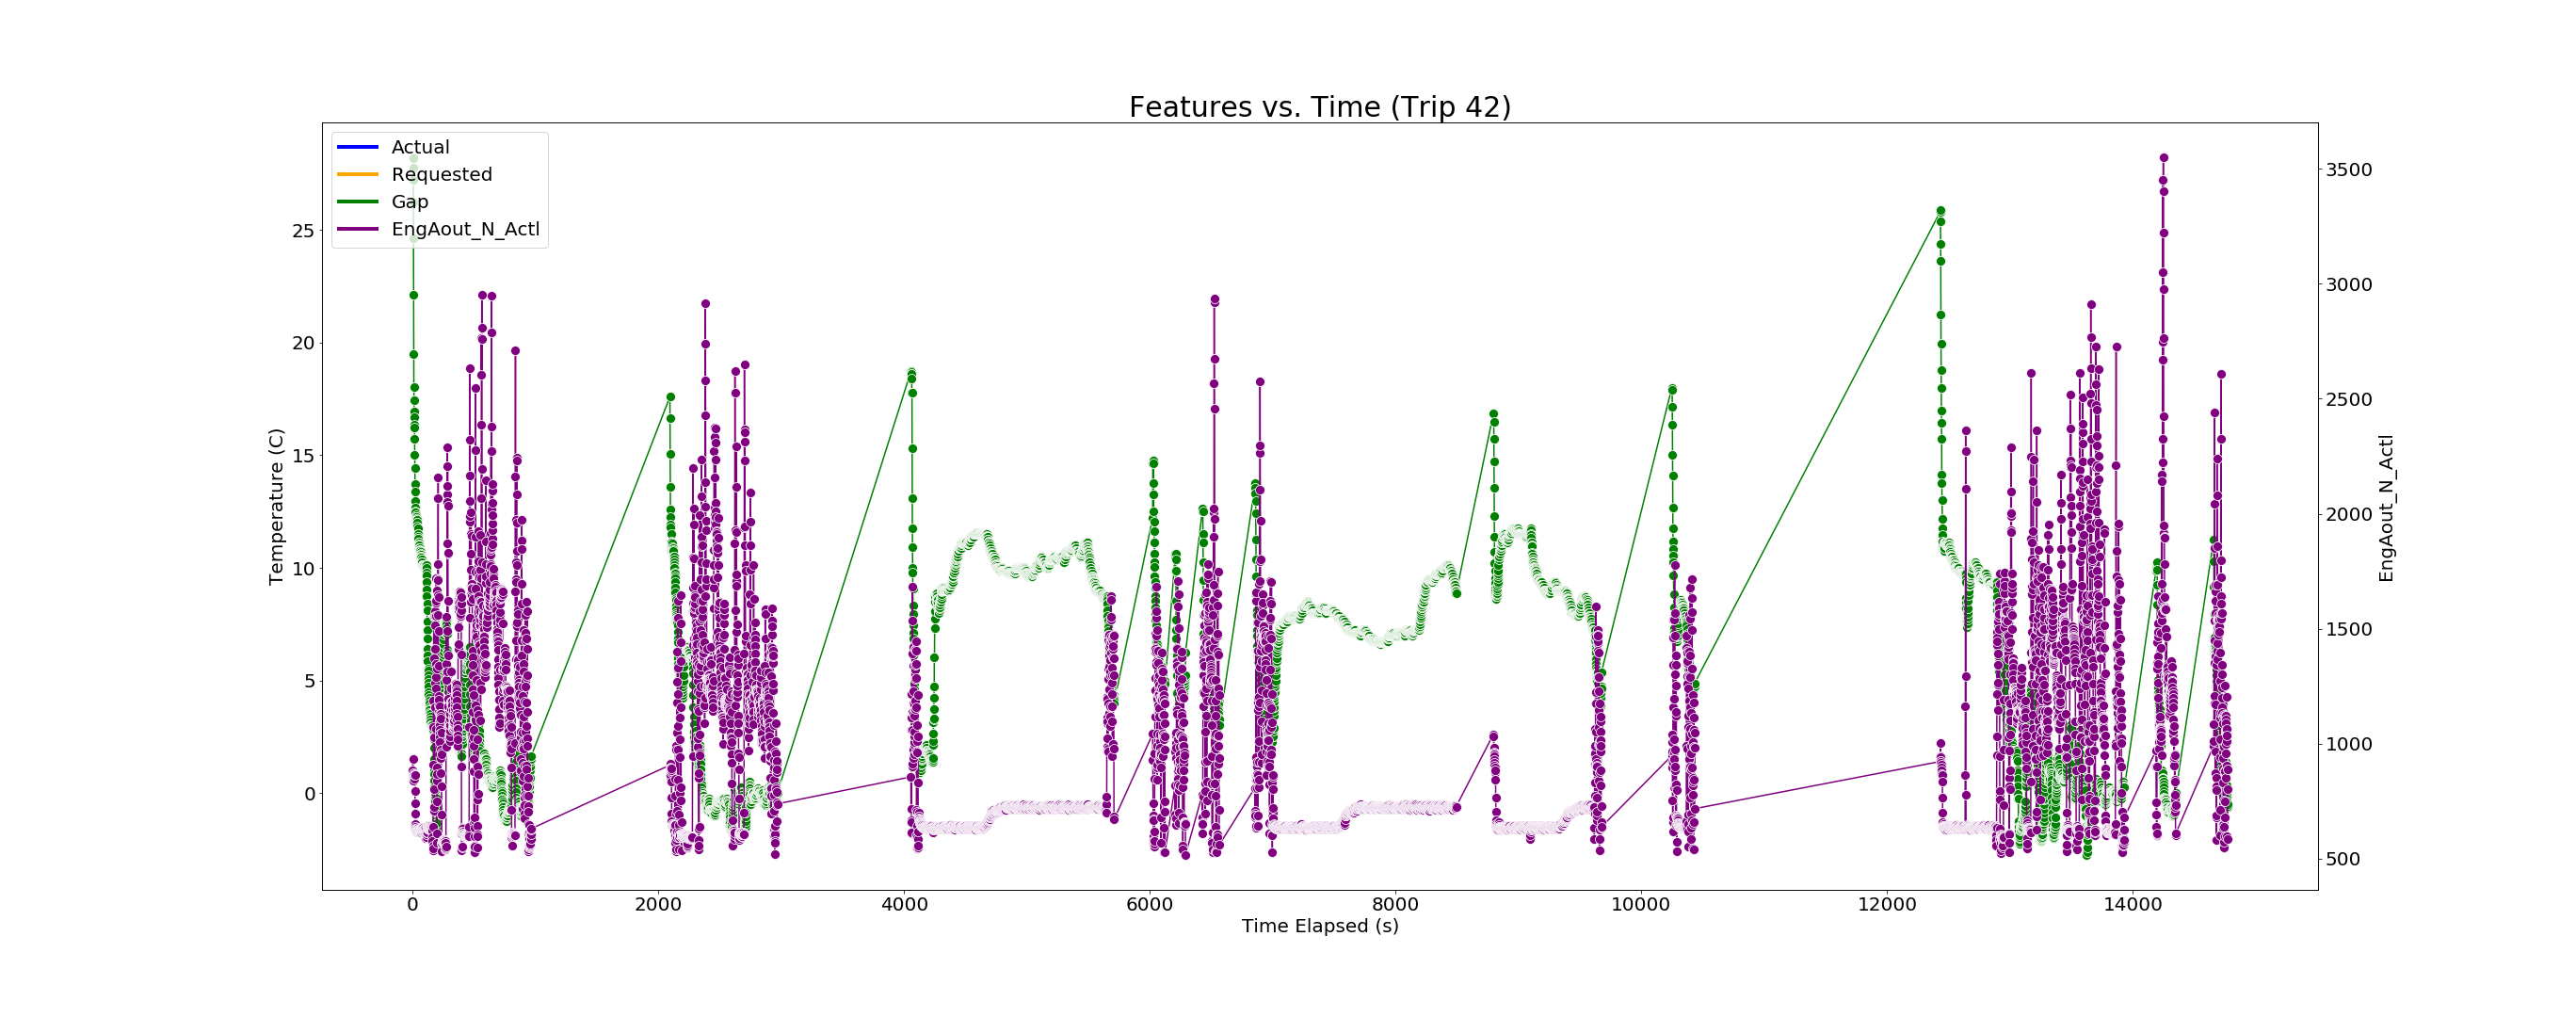 Features vs. Time (Trip 42)
Actual
Requested
Gap
EngAout_N_Actl
25
20
15
10
5
0
Temperature (C)
3500
3000
2500
2000
1500
1000
500
EngAout_N_Actl
0 2000 4000 6000 8000 10000 12000 14000
Time Elapsed (s)